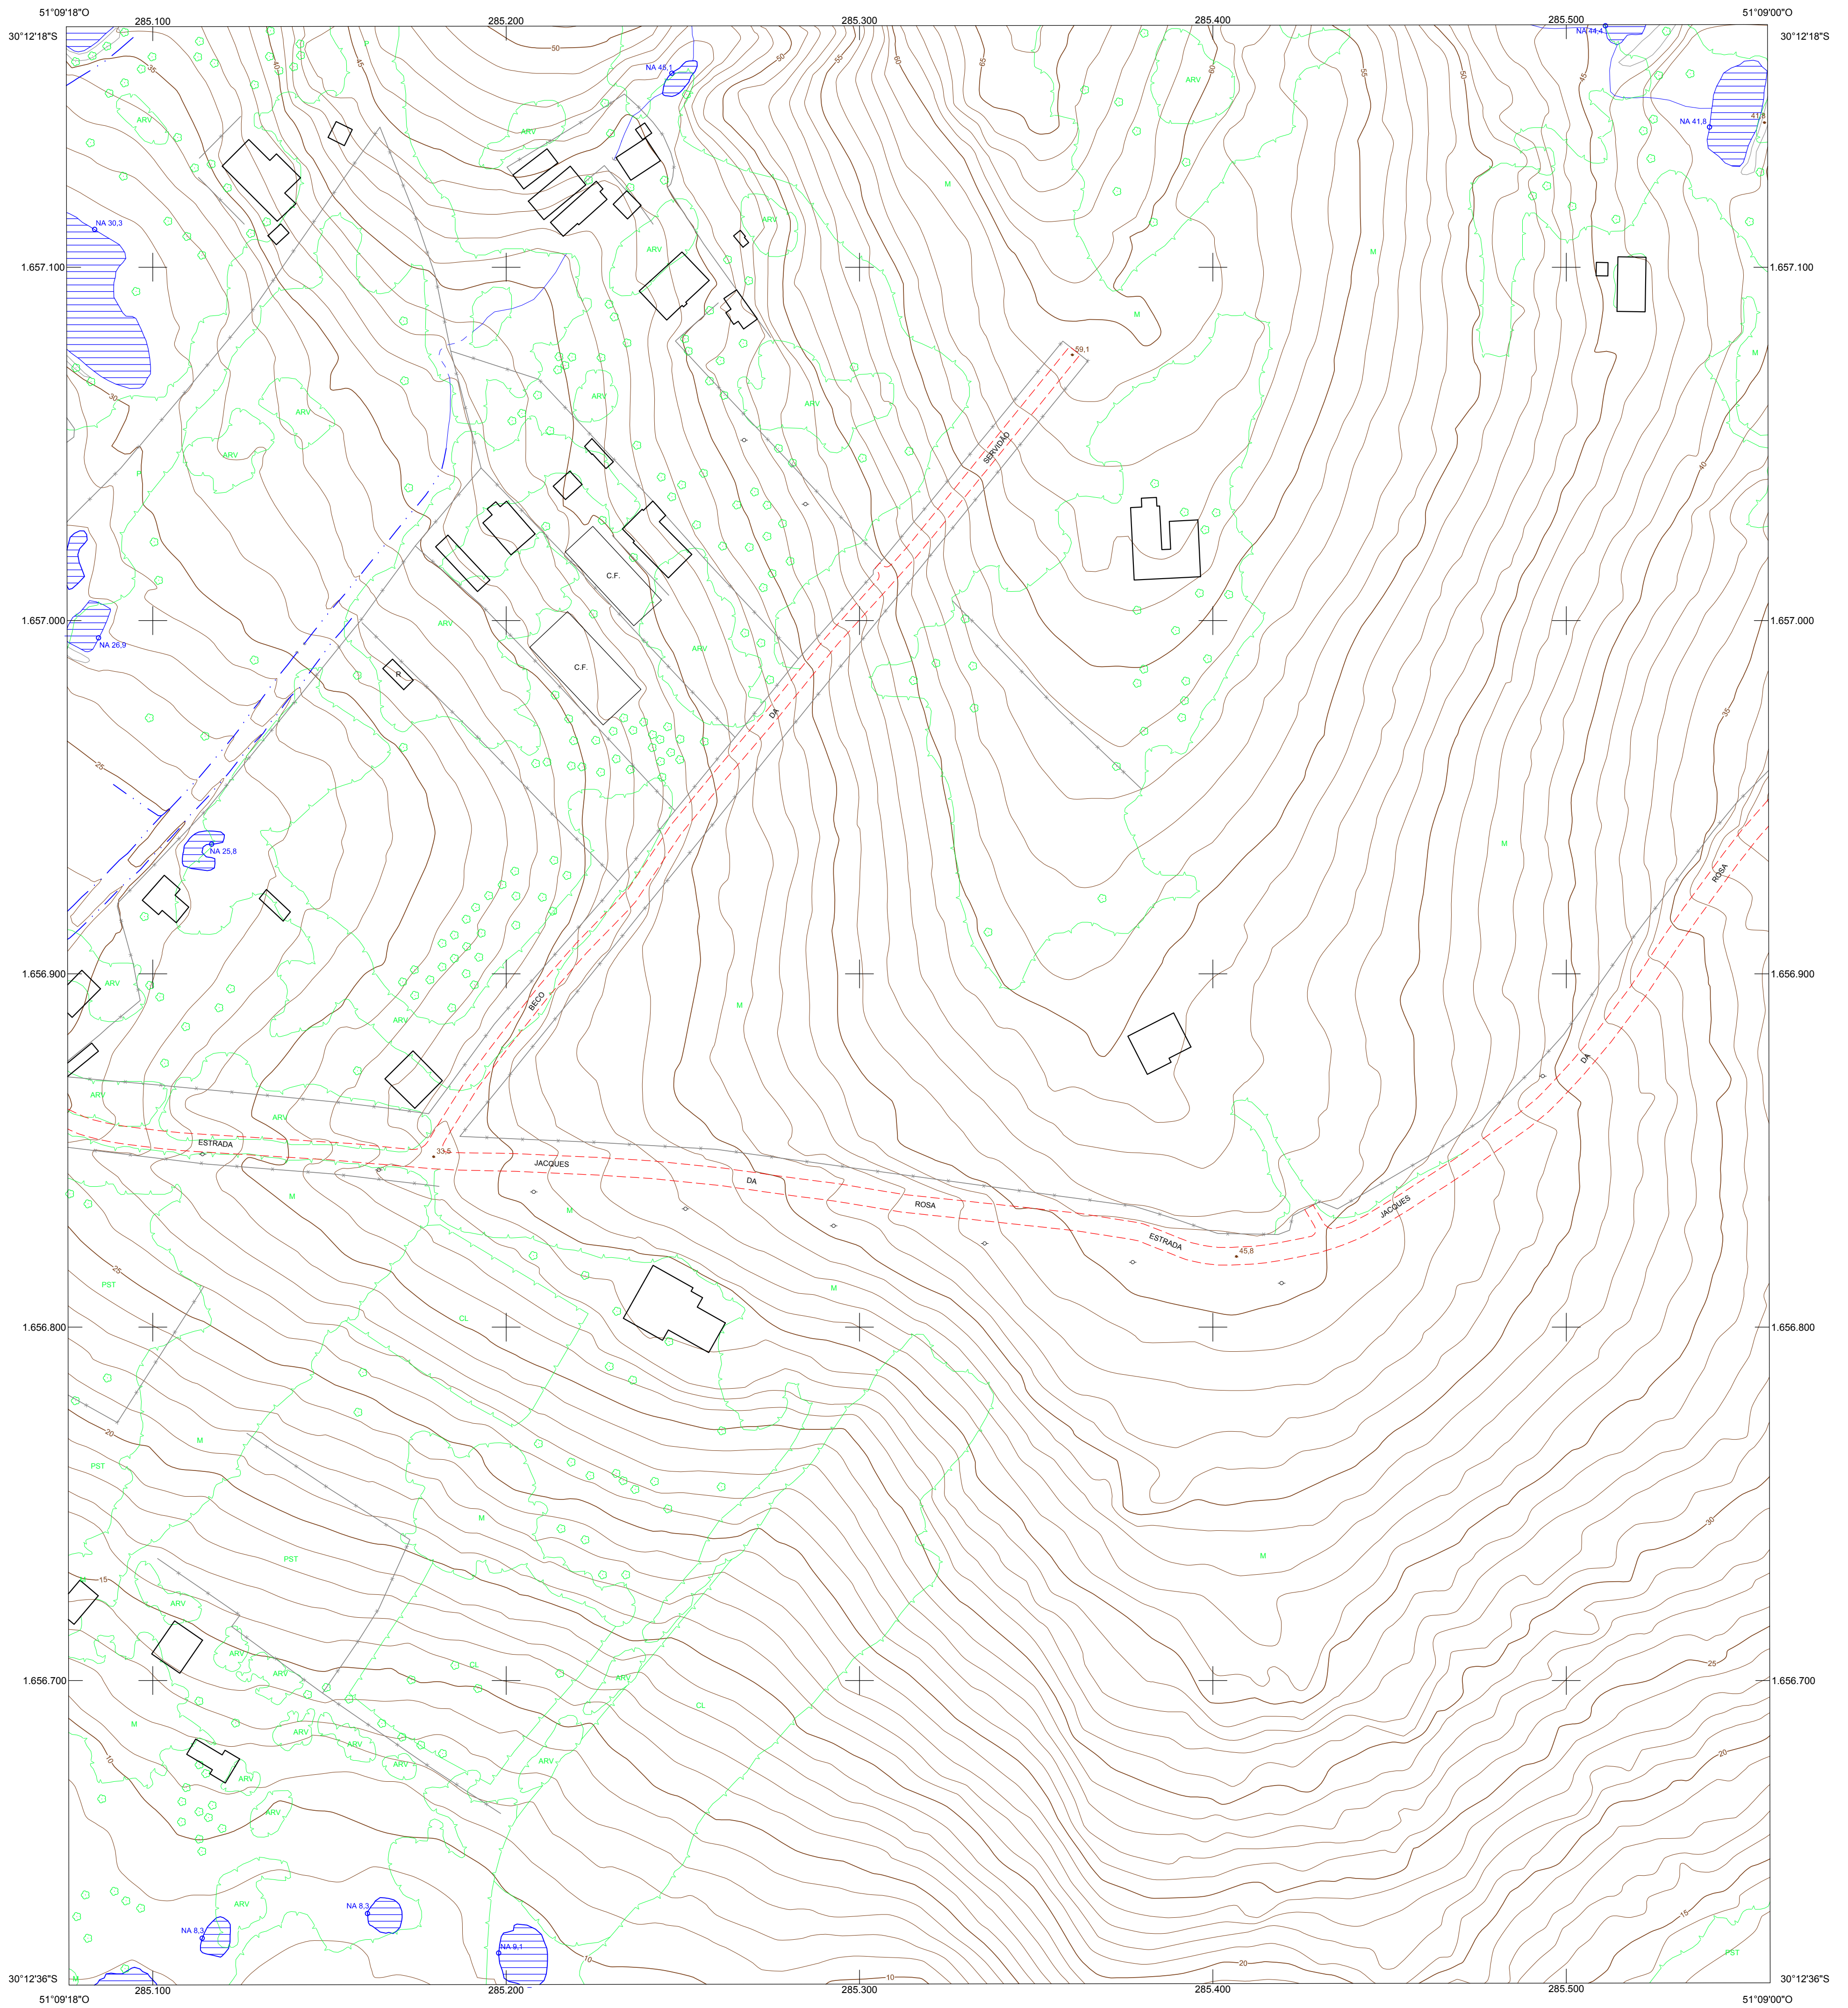 51°09'18"O
285.100
285.200
285.300
285.400
285.500
51°09'00"O
30°12'18"S
30°12'18"S
NA 44,4
50
P
35
40
45
NA 45,1
50
55
60
65
60
55
50
45
ARV
ARV
ARV
NA 41,8
41,8
M
NA 30,3
ARV
ARV
M
1.657.100
1.657.100
M
M
59,1
30
ARV
ARV
ARV
SERVIDÃO
ARV
P
40
C.F.
1.657.000
1.657.000
ARV
NA 26,9
ARV
C.F.
R
DA
35
25
NA 25,8
M
ROSA
1.656.900
1.656.900
ARV
BECO
M
ARV
DA
ARV
ARV
ESTRADA
33,5
JACQUES
DA
M
M
ROSA
JACQUES
ESTRADA
45,8
25
PST
M
CL
1.656.800
1.656.800
20
M
PST
M
30
PST
M
15
ARV
ARV
ARV
CL
ARV
25
1.656.700
1.656.700
CL
M
ARV
ARV
ARV
ARV
10
ARV
20
ARV
ARV
NA 8,3
15
NA 8,3
NA 9,1
PST
10
20
M
10
30°12'36"S
30°12'36"S
51°09'18"O
285.100
285.200
285.300
285.400
285.500
51°09'00"O